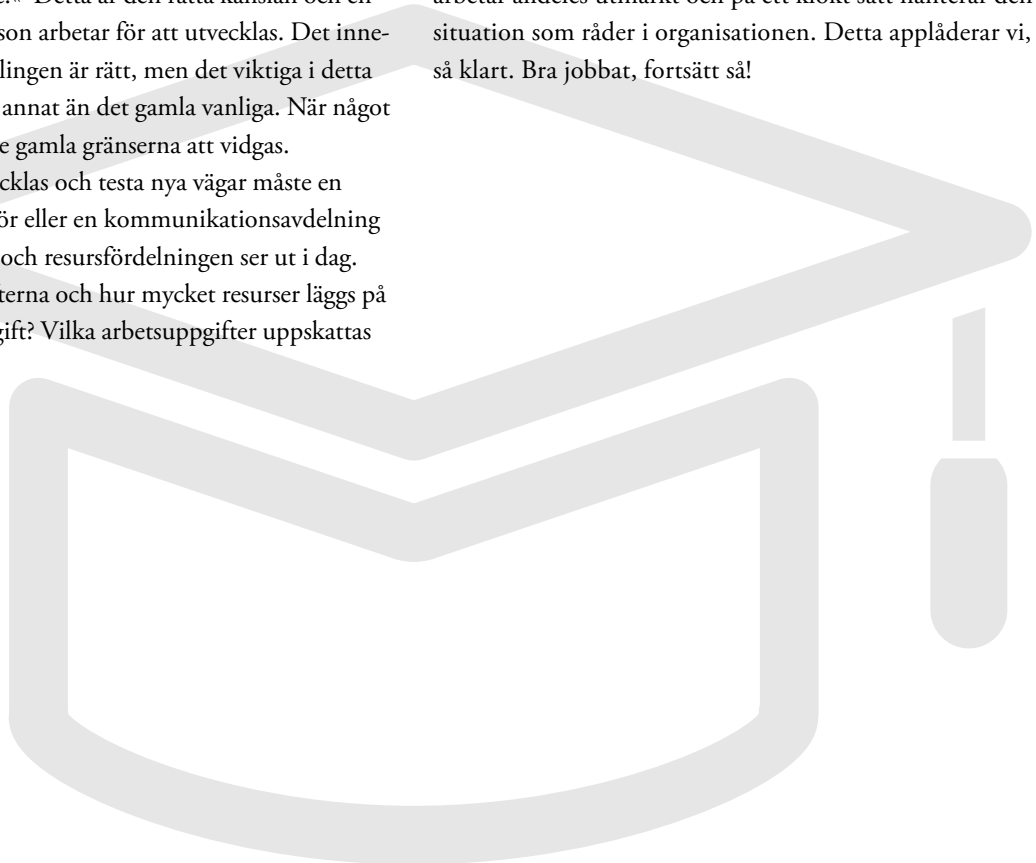 Detta är den rätta känslan och en
son arbetar för att utvecklas. Det inne-
lingen är rätt, men det viktiga i detta
annat än det gamla vanliga. När något
e gamla gränserna att vidgas.
cklas och testa nya vägar måste en
ör eller en kommunikationsavdelning
och resursfördelningen ser ut i dag.
terna och hur mycket resurser läggs på
gift? Vilka arbetsuppgifter uppskattas
arbetar alldeles utmärkt och på ett klokt sätt hanterar den
situation som råder i organisationen. Detta applåderar vi,
så klart. Bra jobbat, fortsätt så!